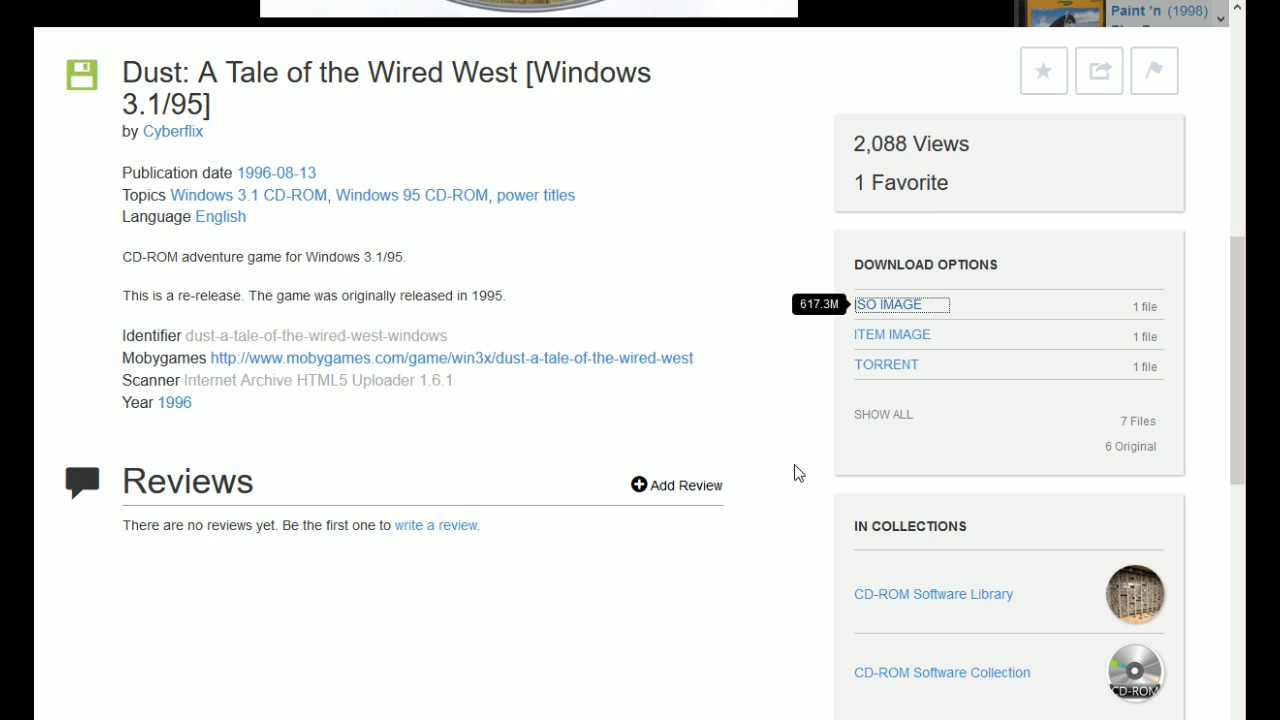 Paint 'n (1998)
Dust: A Tale of the Wired West [Windows
3.1/95]
by Cyberflix
Publication date 1996-08-13
Topics Windows 3.1 CD-ROM, Windows 95 CD-ROM, power titles
Language English
CD-ROM adventure game for Windows 3.1/95.
This is a re-release. The game was originally released in 1995.
Identifier dust-a-tale-of-the-wired-west-windows
Mobygames http://www.mobygames.com/game/win3x/dust-a-tale-of-the-wired-west
Scanner Internet Archive HTML5 Uploader 1.6.1
Year 1996
Reviews
Add Review
There are no reviews yet. Be the first one to write a review.
2,088 Views
1 Favorite
DOWNLOAD OPTIONS
617.3M
ISO IMAGE 1 file
ITEM IMAGE 1 file
TORRENT 1 file
SHOW ALL 7 Files
6 Original
IN COLLECTIONS
CD-ROM Software Library
CD-ROM Software Collection
CD-ROM